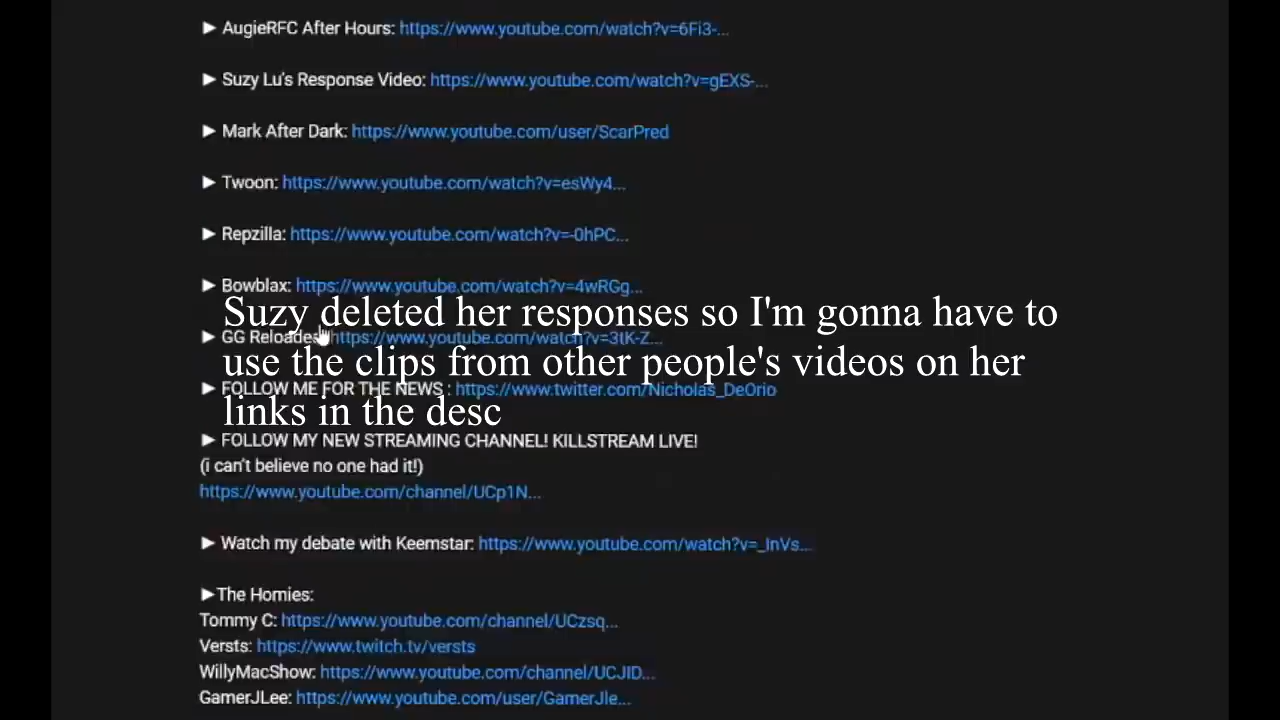 ► AugieRFC After Hours: https://www.youtube.com/watch?v=6Fi3-...
► Suzy Lu's Response Video: https://www.youtube.com/watch?v=gEXS-...
► Mark After Dark: https://www.youtube.com/user/ScarPred
► Twoon: https://www.youtube.com/watch?v=esWy4...
► Repzilla: https://www.youtube.com/watch?v=-0hPC...
► Bowblax: https://www.youtube.com/watch?v=4wRGg...
Suzy deleted her responses so I'm gonna have to
► GG Reloaded: https://www.youtube.com/watch?v=3tK-Z...
use the clips from other people's videos on her
► FOLLOW ME FOR THE NEWS : https://www.twitter.com/Nicholas_DeOrio
links in the desc
► FOLLOW MY NEW STREAMING CHANNEL! KILLSTREAM LIVE!
(i can't believe no one had it!)
https://www.youtube.com/channel/UCp1N...
► Watch my debate with Keemstar: https://www.youtube.com/watch?v=_InVs...
►The Homies:
Tommy C: https://www.youtube.com/channel/UCzsq...
Versts: https://www.twitch.tv/versts
WillyMacShow: https://www.youtube.com/channel/UCJID...
GamerJLee: https://www.youtube.com/user/GamerJle...